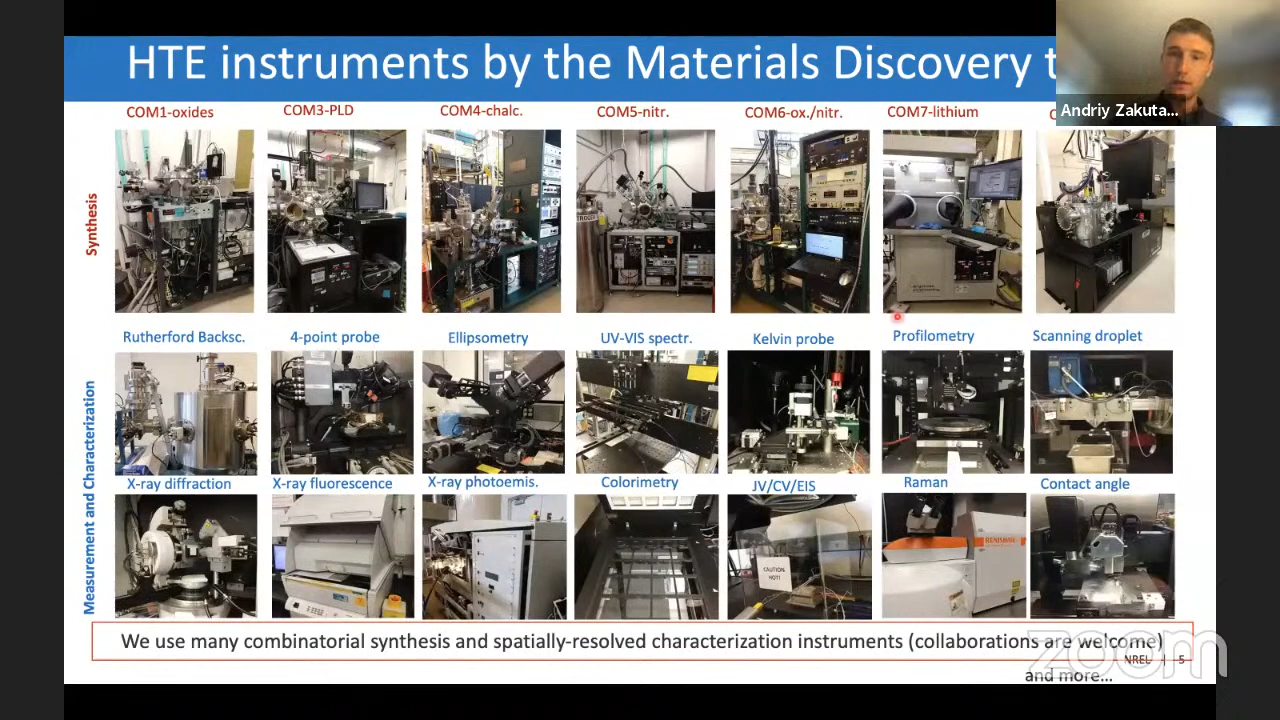 HTE instruments by the Materials Discovery t
Andriy Zakuta...
COM1-oxides
COM3-PLD
COM4-chalc.
COM5-nitr.
COM6-ox./nitr.
COM7-lithium
Synthesis
Rutherford Backsc.
4-point probe
Ellipsometry
UV-VIS spectr.
Kelvin probe
Profilometry
Scanning droplet
Measurement and Characterization
X-ray diffraction
X-ray fluorescence
X-ray photoemis.
Colorimetry
JV/CV/EIS
Raman
Contact angle
CAUTION
HOT!
RENISHAW
We use many combinatorial synthesis and spatially-resolved characterization instruments (collaborations are welcome)
NREL | 5
and more...
zoom